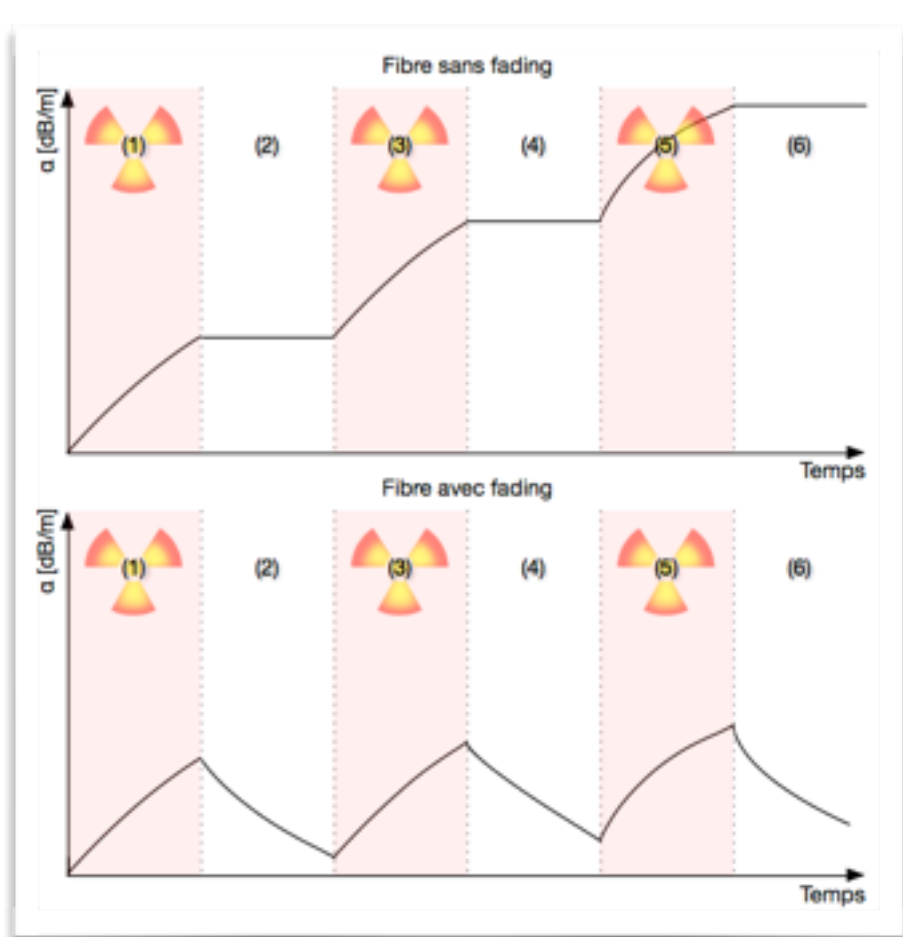 Fibre sans fading
α [dB/m]
(1) (2) (3) (4) (5) (6)
Temps
Fibre avec fading
α [dB/m]
(1) (2) (3) (4) (5) (6)
Temps